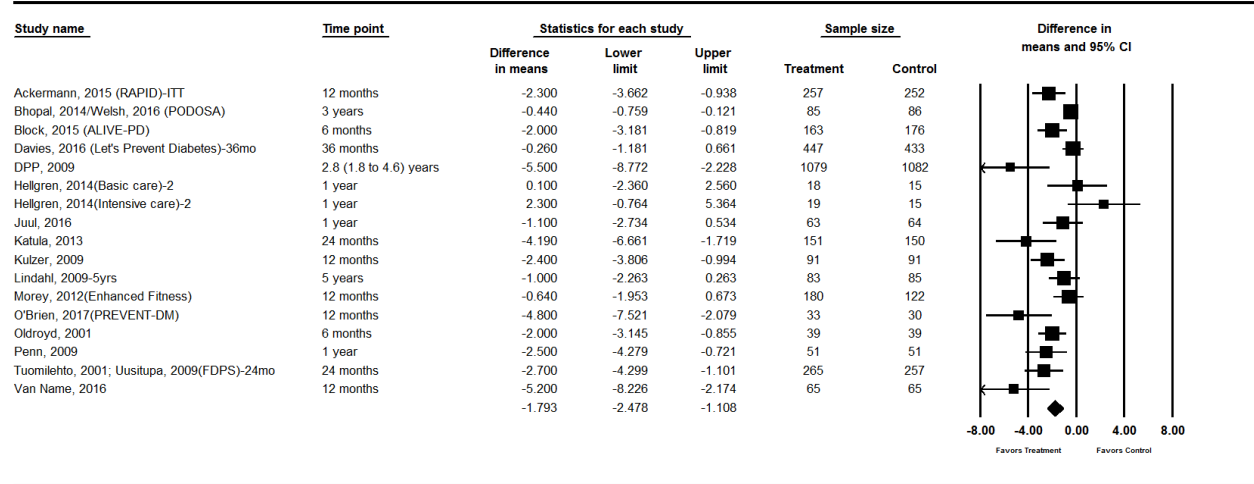 Study name Time point Statistics for each study Sample size Difference in
means and 95% CI
Difference Lower Upper
in means limit limit Treatment Control
Ackermann, 2015 (RAPID)-ITT 12 months -2.300 -3.662 -0.938 257 252
Bhopal, 2014/Welsh, 2016 (PODOSA) 3 years -0.440 -0.759 -0.121 85 86
Block, 2015 (ALIVE-PD) 6 months -2.000 -3.181 -0.819 163 176
Davies, 2016 (Let's Prevent Diabetes)-36mo 36 months -0.260 -1.181 0.661 447 433
DPP, 2009 2.8 (1.8 to 4.6) years -5.500 -8.772 -2.228 1079 1082
Hellgren, 2014(Basic care)-2 1 year 0.100 -2.360 2.560 18 15
Hellgren, 2014(Intensive care)-2 1 year 2.300 -0.764 5.364 19 15
Juul, 2016 1 year -1.100 -2.734 0.534 63 64
Katula, 2013 24 months -4.190 -6.661 -1.719 151 150
Kulzer, 2009 12 months -2.400 -3.806 -0.994 91 91
Lindahl, 2009-5yrs 5 years -1.000 -2.263 0.263 83 85
Morey, 2012(Enhanced Fitness) 12 months -0.640 -1.953 0.673 180 122
O'Brien, 2017(PREVENT-DM) 12 months -4.800 -7.521 -2.079 33 30
Oldroyd, 2001 6 months -2.000 -3.145 -0.855 39 39
Penn, 2009 1 year -2.500 -4.279 -0.721 51 51
Tuomilehto, 2001; Uusitupa, 2009(FDPS)-24mo 24 months -2.700 -4.299 -1.101 265 257
Van Name, 2016 12 months -5.200 -8.226 -2.174 65 65
-1.793 -2.478 -1.108
-8.00 -4.00 0.00 4.00 8.00
Favors Treatment Favors Control